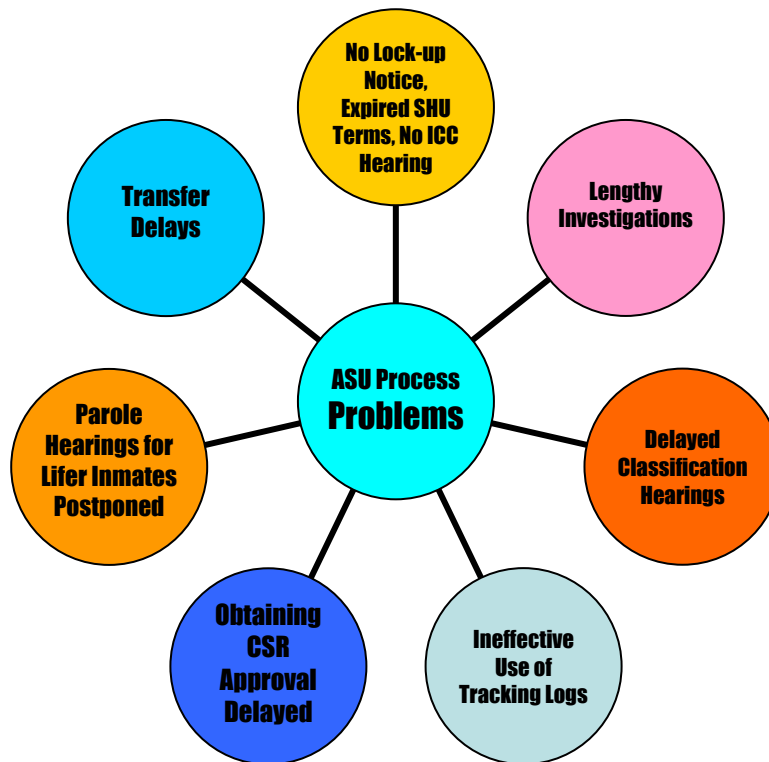 No Lock-up
Notice,
Expired SHU
Terms, No ICC
Hearing
Transfer
Delays
Lengthy
Investigations
ASU Process
Problems
Parole
Hearings for
Lifer Inmates
Postponed
Delayed
Classification
Hearings
Obtaining
CSR
Approval
Delayed
Ineffective
Use of
Tracking Logs